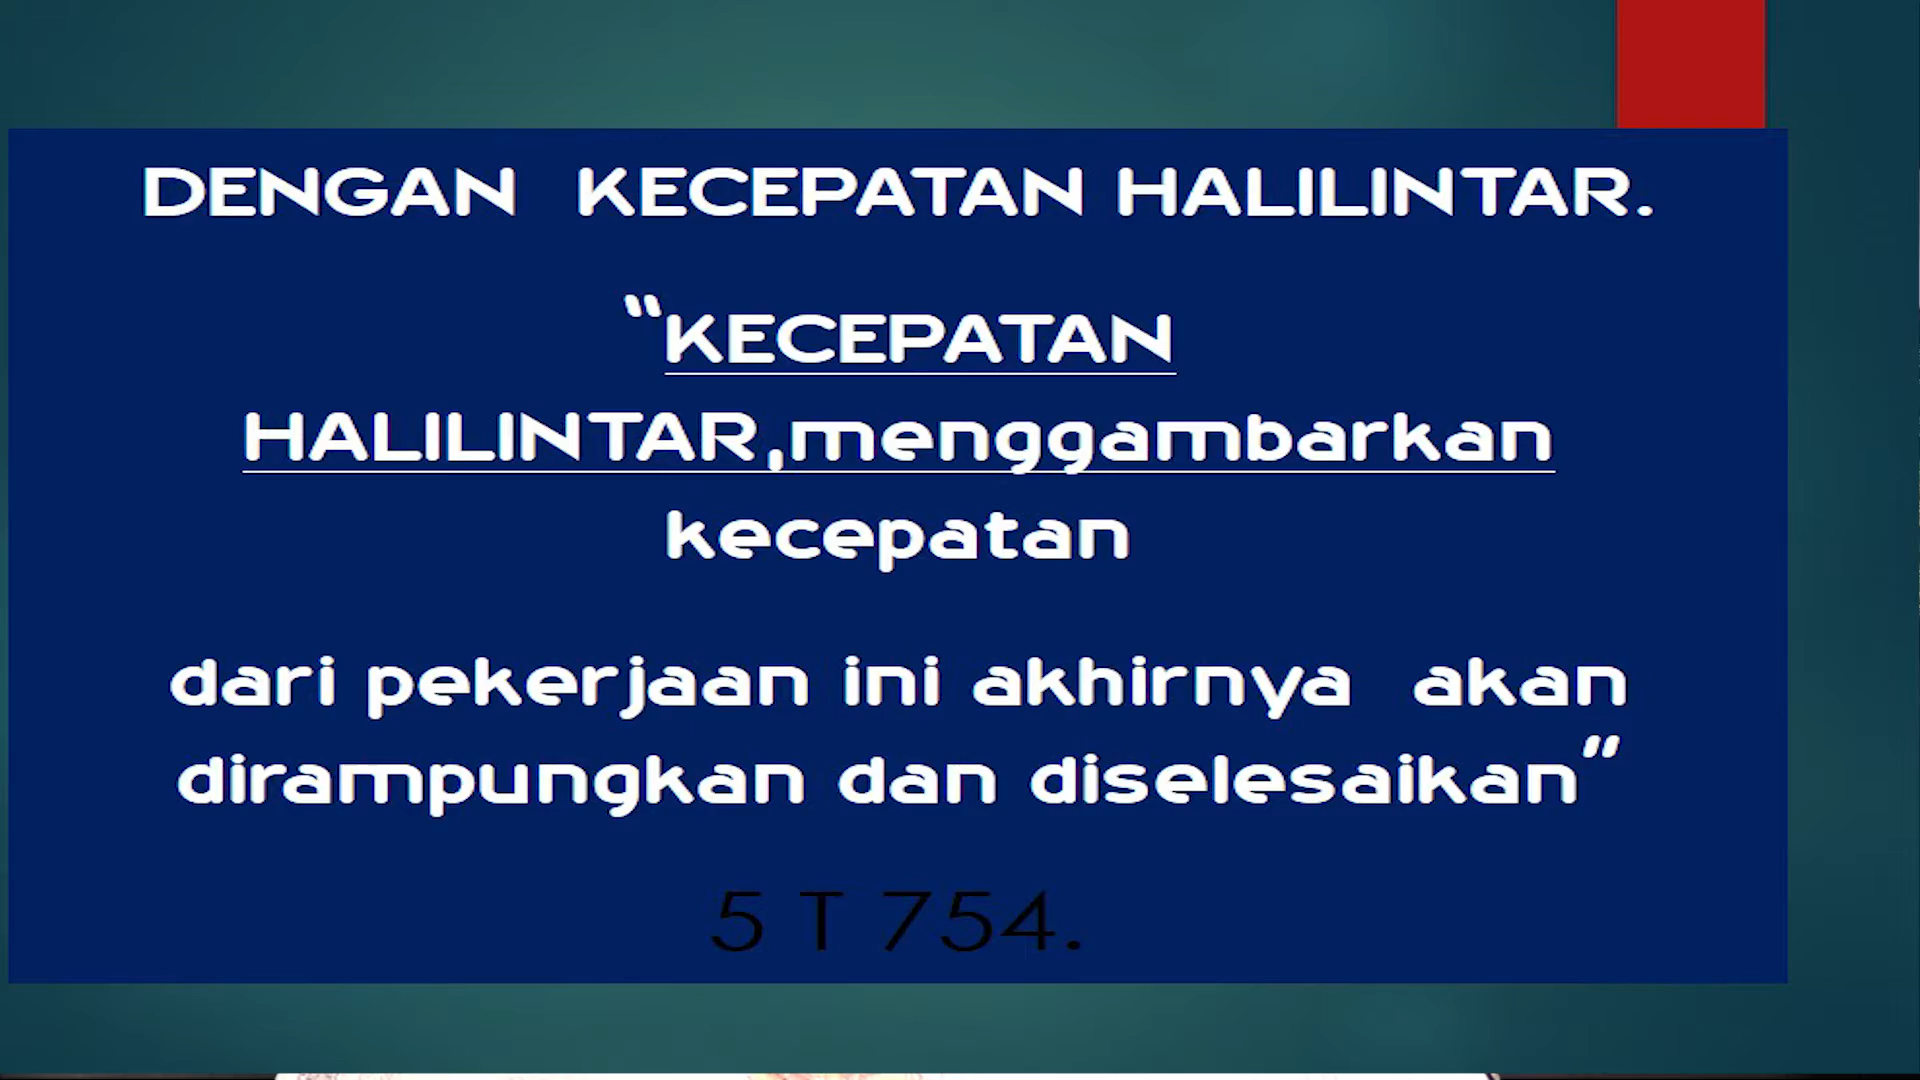 DENGAN KECEPATAN HALILINTAR.
“KECEPATAN
HALILINTAR,menggambarkan
kecepatan
dari pekerjaan ini akhirnya akan
dirampungkan dan diselesaikan”
5 T 754.